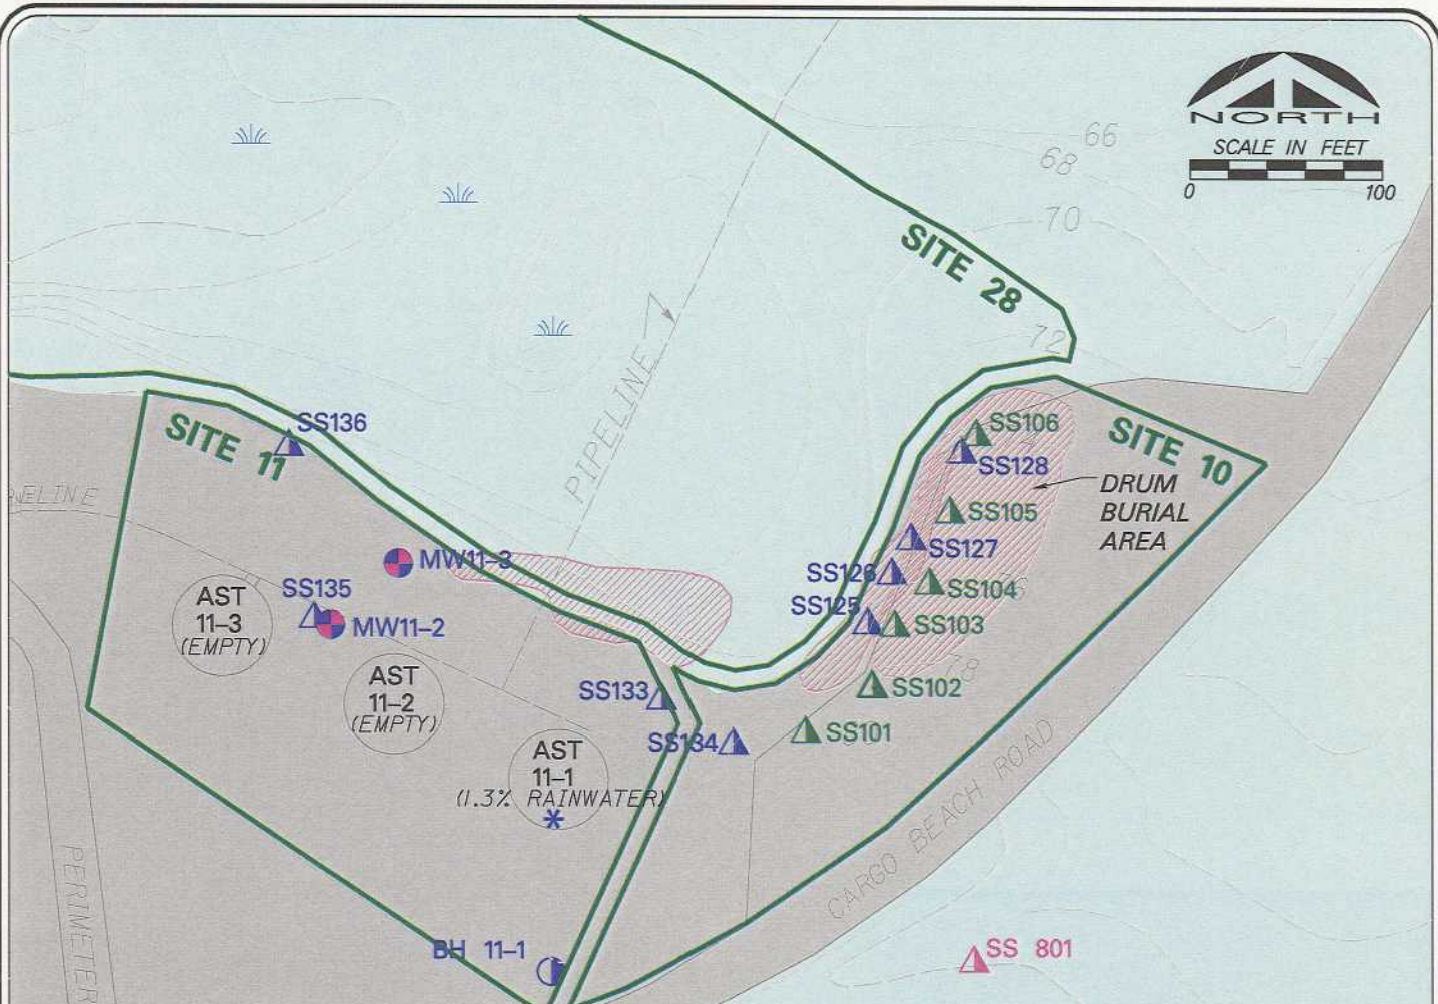 NORTH
SCALE IN FEET
0 100
66
68
70
72
SITE 28
PIPELINE
SITE 11
SS136
SITE 10
SS106
SS128
DRUM
BURIAL
AREA
SS105
SS127
SS126
SS104
SS125
SS103
SS102
SS101
78
MW11-3
AST
11-3
(EMPTY)
SS135
MW11-2
AST
11-2
(EMPTY)
SS133
SS134
AST
11-1
(1.3% RAINWATER)
*
CARGO BEACH ROAD
PERIMETER
BH 11-1
SS 801